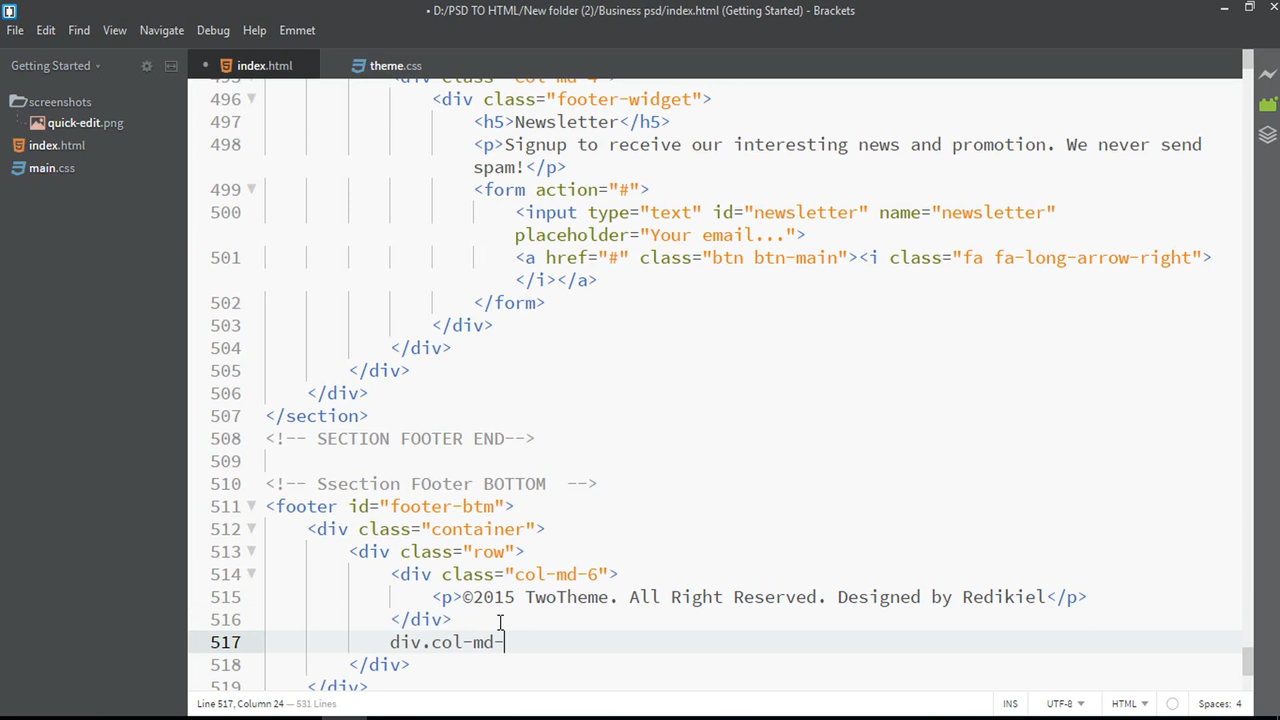 • D:/PSD TO HTML/New folder (2)/Business psd/index.html (Getting Started) - Brackets
File Edit Find View Navigate Debug Help Emmet
Getting Started
• index.html theme.css
screenshots
quick-edit.png
index.html
main.css
495 <div class="col-md-4">
496 <div class="footer-widget">
497 <h5>Newsletter</h5>
498 <p>Signup to receive our interesting news and promotion. We never send
spam!</p>
499 <form action="#">
500 <input type="text" id="newsletter" name="newsletter"
placeholder="Your email...">
501 <a href="#" class="btn btn-main"><i class="fa fa-long-arrow-right">
</i></a>
502 </form>
503 </div>
504 </div>
505 </div>
506 </div>
507 </section>
508 <!-- SECTION FOOTER END-->
509
510 <!-- Ssection FOoter BOTTOM  -->
511 <footer id="footer-btm">
512 <div class="container">
513 <div class="row">
514 <div class="col-md-6">
515 <p>©2015 TwoTheme. All Right Reserved. Designed by Redikiel</p>
516 </div>
517 div.col-md-
518 </div>
519 </div>
Line 517, Column 24 — 531 Lines INS UTF-8 HTML Spaces: 4